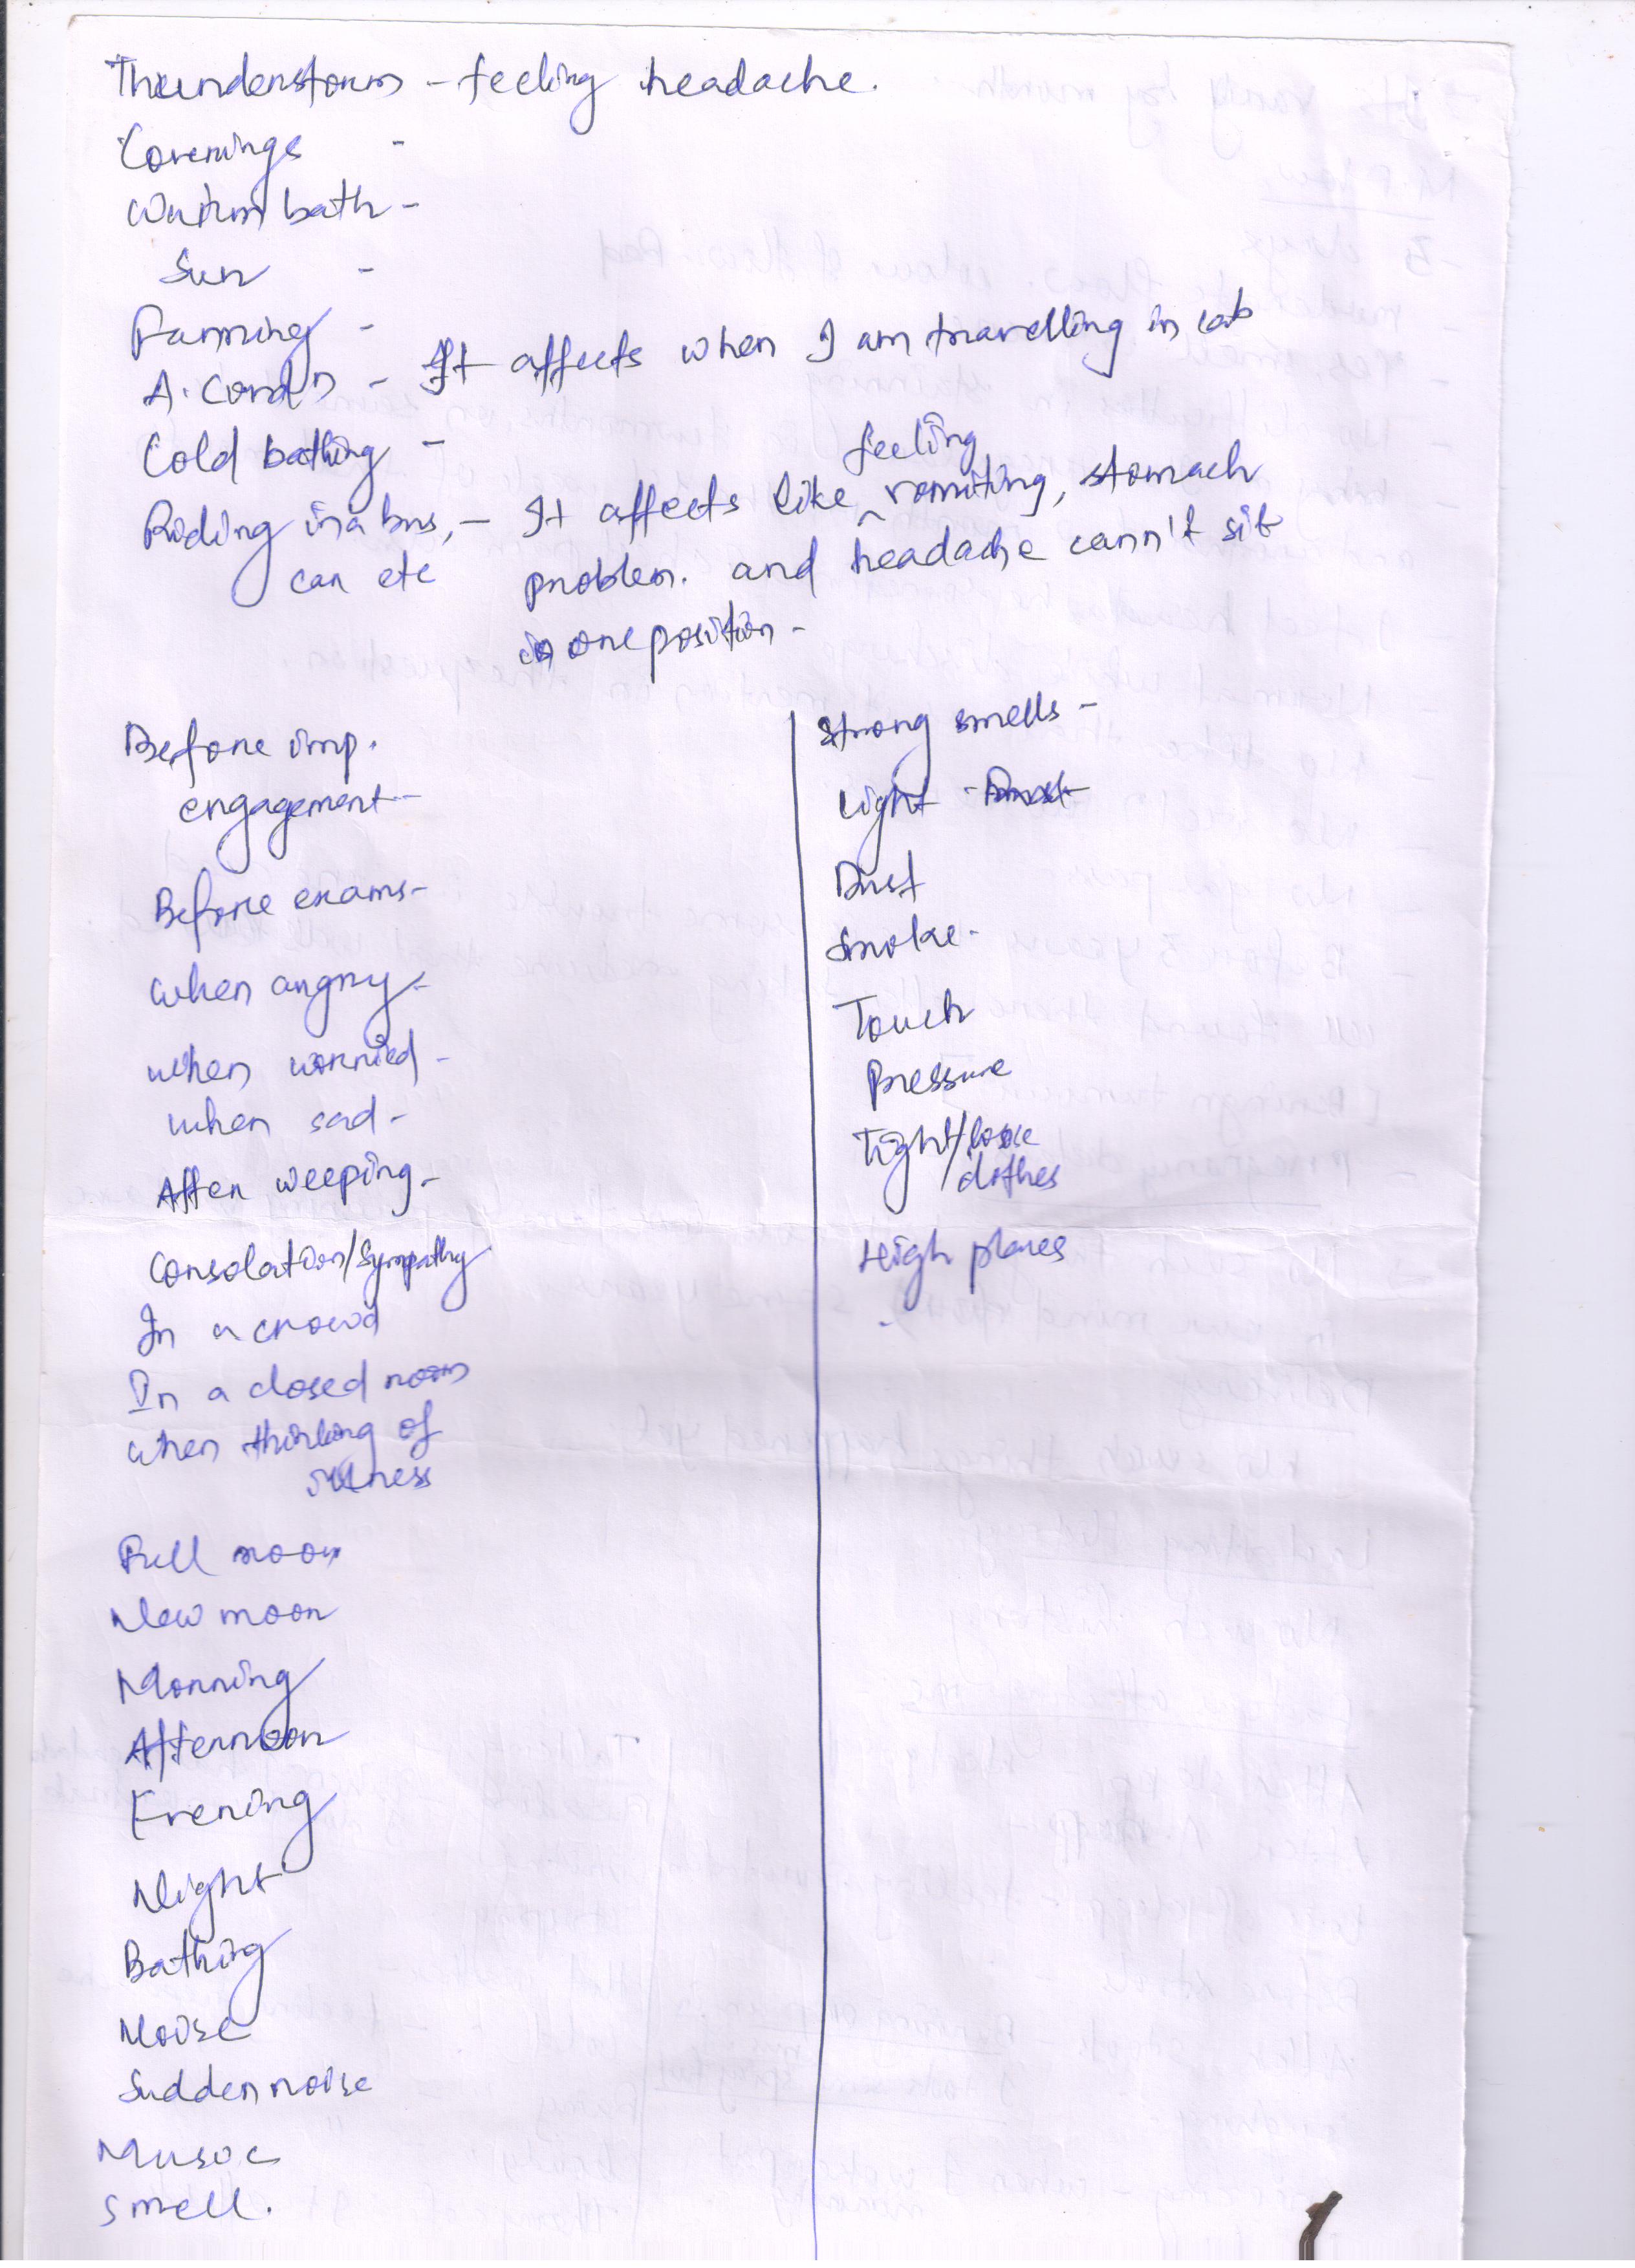 Thunderstorms - feeling headache.
Coverings -
Warm bath -
Sun -
Fanning -
A. Condn - It affects when I am travelling in cab
Cold bathing -
feeling
Riding in a bus, - It affects like ^ vomiting, stomach
car etc problem. and headache cann't sit
in one position -
Before imp.
engagement -
Before exams -
When angry -
When worried -
When sad -
After weeping -
Consolation/Sympathy
In a crowd
In a closed room
When thinking of
illness
Full moon
New moon
Morning
Afternoon
Evening
Night
Bathing
Noise
Sudden noise
Music
Smell.
Strong smells -
Light -
Dust
Smoke -
Touch
Pressure
Tight/loose
clothes
High places